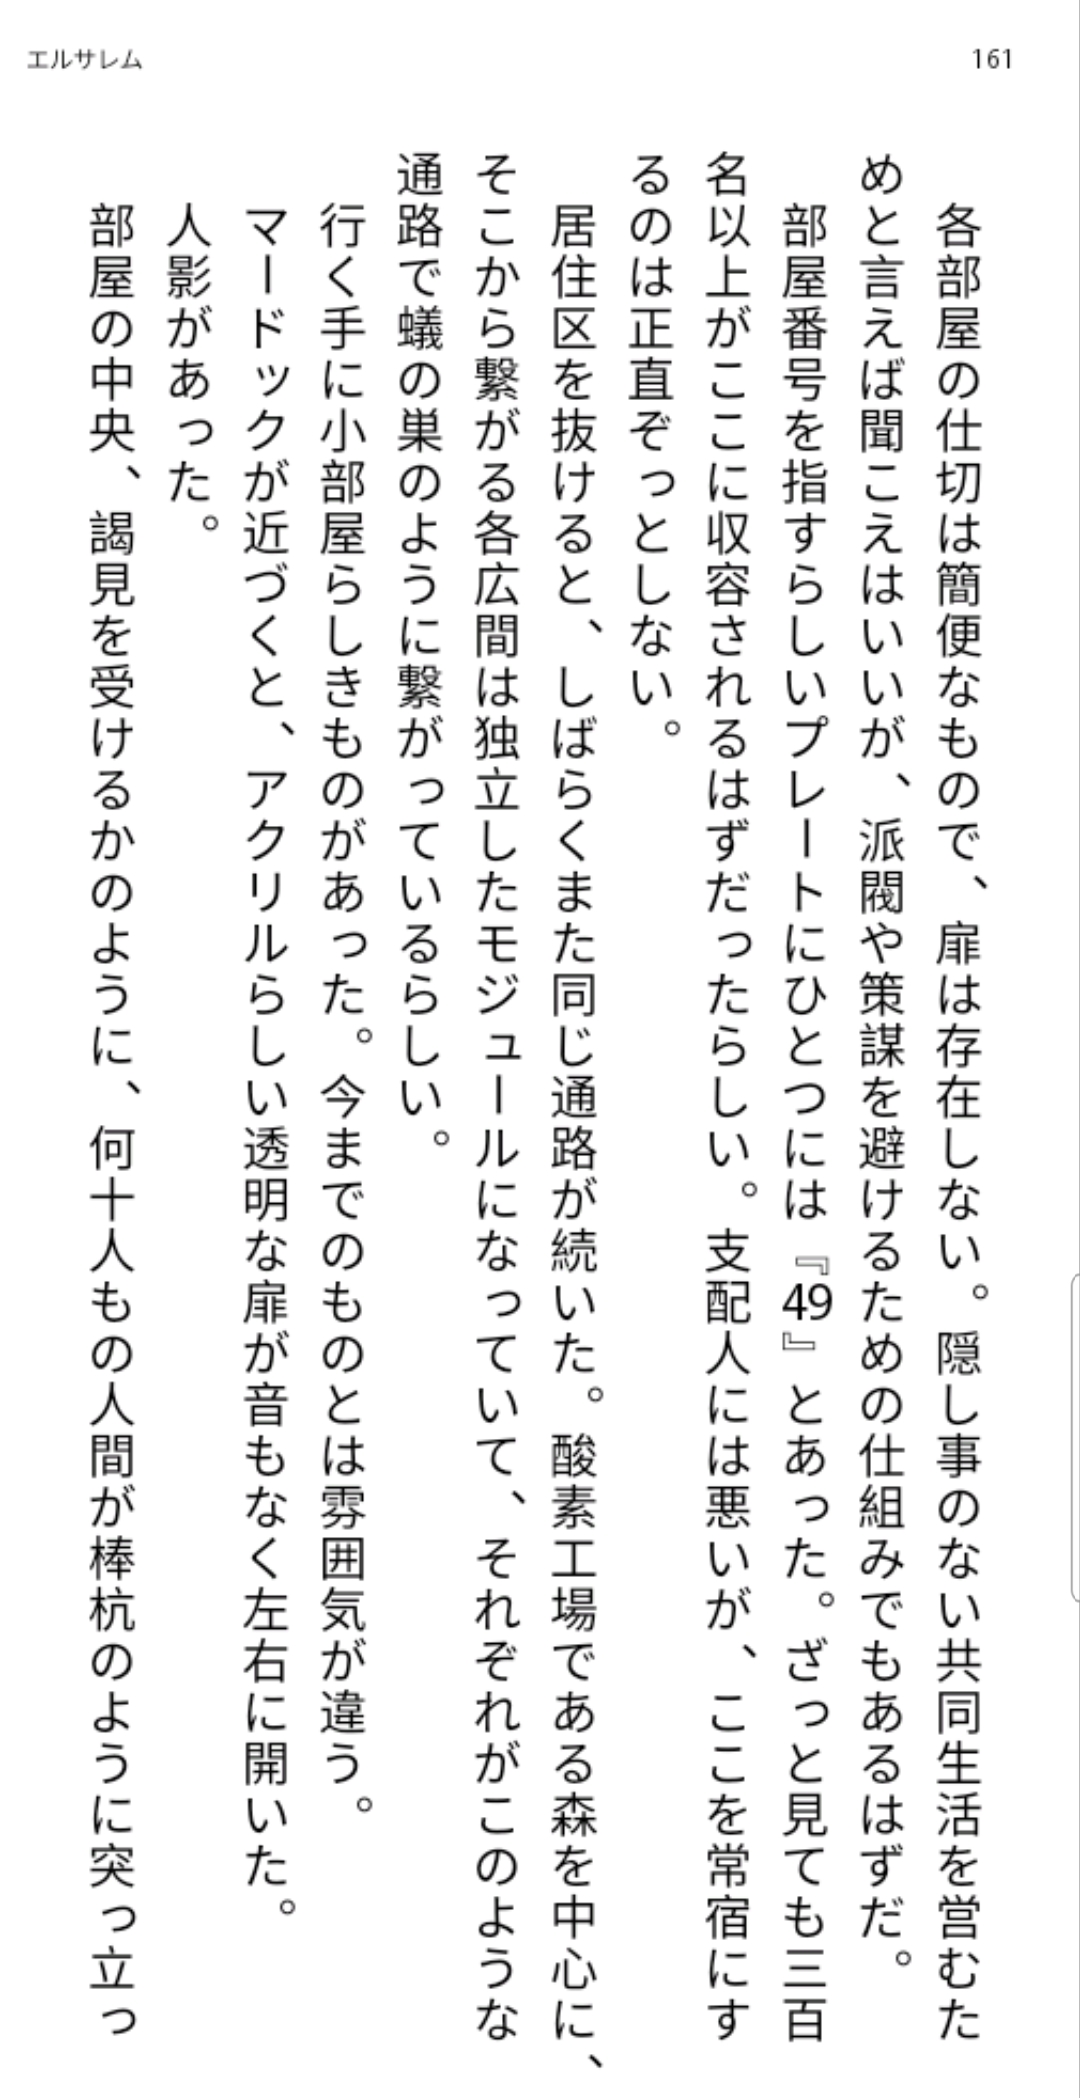 エルサレム
161
各部屋の仕切は簡便なもので、扉は存在しない。隠し事のない共同生活を営むた
めと言えば聞こえはいいが、派閥や策謀を避けるための仕組みでもあるはずだ。
部屋番号を指すらしいプレートにひとつには『49』とあった。ざっと見ても三百
名以上がここに収容されるはずだったらしい。支配人には悪いが、ここを常宿にす
るのは正直ぞっとしない。
居住区を抜けると、しばらくまた同じ通路が続いた。酸素工場である森を中心に、
そこから繋がる各広間は独立したモジュールになっていて、それぞれがこのような
通路で蟻の巣のように繋がっているらしい。
行く手に小部屋らしきものがあった。今までのものとは雰囲気が違う。
マードックが近づくと、アクリルらしい透明な扉が音もなく左右に開いた。
人影があった。
部屋の中央、謁見を受けるかのように、何十人もの人間が棒杭のように突っ立っ